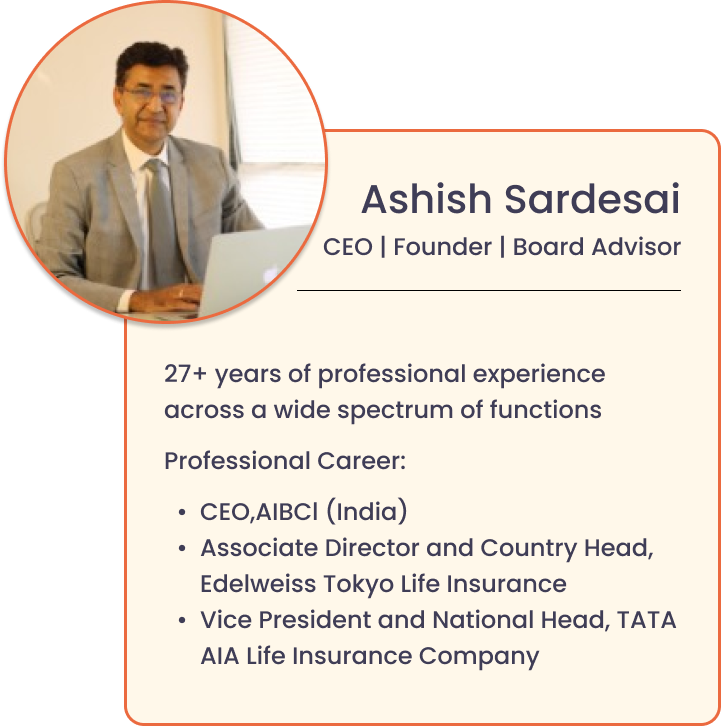 Ashish Sardesai
CEO | Founder | Board Advisor
27+ years of professional experience
across a wide spectrum of functions
Professional Career:
• CEO,AIBCl (India)
• Associate Director and Country Head,
Edelweiss Tokyo Life Insurance
• Vice President and National Head, TATA
AIA Life Insurance Company